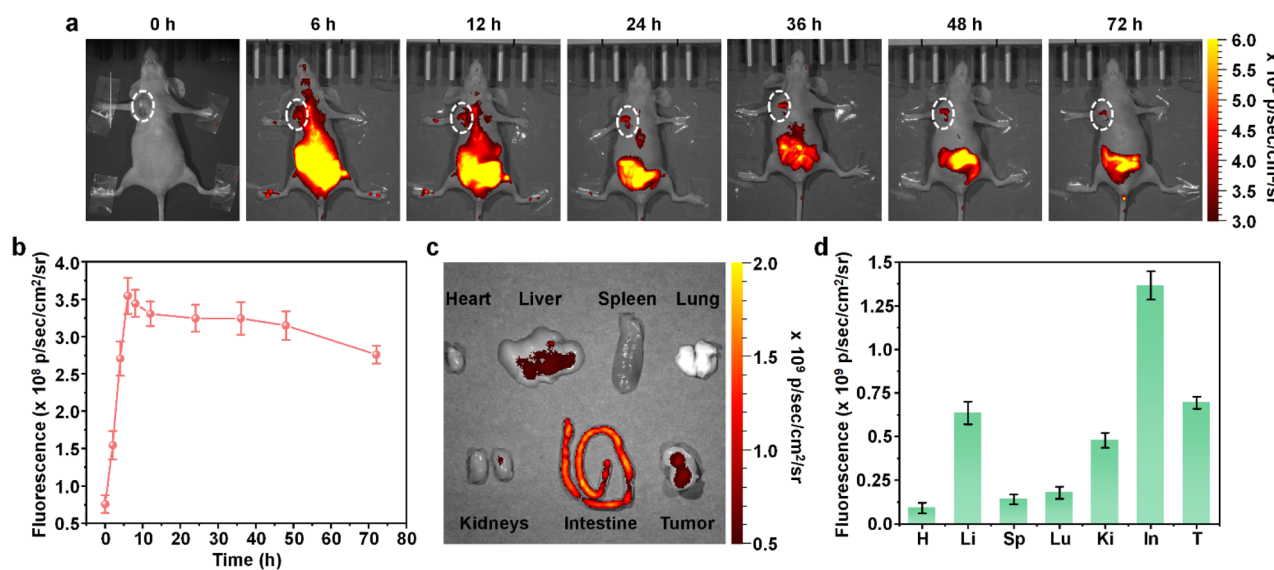 a
0 h 6 h 12 h 24 h 36 h 48 h 72 h
6.0
5.5
5.0
4.5
4.0
3.5
3.0
x p/sec/cm²/sr
b
Fluorescence (x 10⁸ p/sec/cm²/sr)
4.0
3.5
3.0
2.5
2.0
1.5
1.0
0.5
0 10 20 30 40 50 60 70 80
Time (h)
c
Heart Liver Spleen Lung
Kidneys Intestine Tumor
2.0
1.5
1.0
0.5
x 10⁹ p/sec/cm²/sr
d
Fluorescence (x 10⁹ p/sec/cm²/sr)
1.5
1.25
1.0
0.75
0.5
0.25
0.0
H Li Sp Lu Ki In T